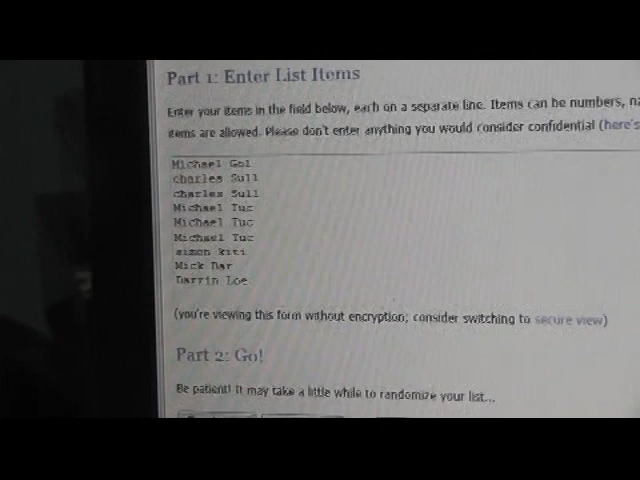 Part 1: Enter List Items
Enter your items in the field below, each on a separate line. Items can be numbers,
items are allowed. Please don't enter anything you would consider confidential (here's
Michael Gol
charles Sull
charles Sull
Michael Tuc
Michael Tuc
Michael Tuc
simon kiti
Mick Dar
Darrin Loe
(you're viewing this form without encryption; consider switching to secure view)
Part 2: Go!
Be patient! It may take a little while to randomize your list...